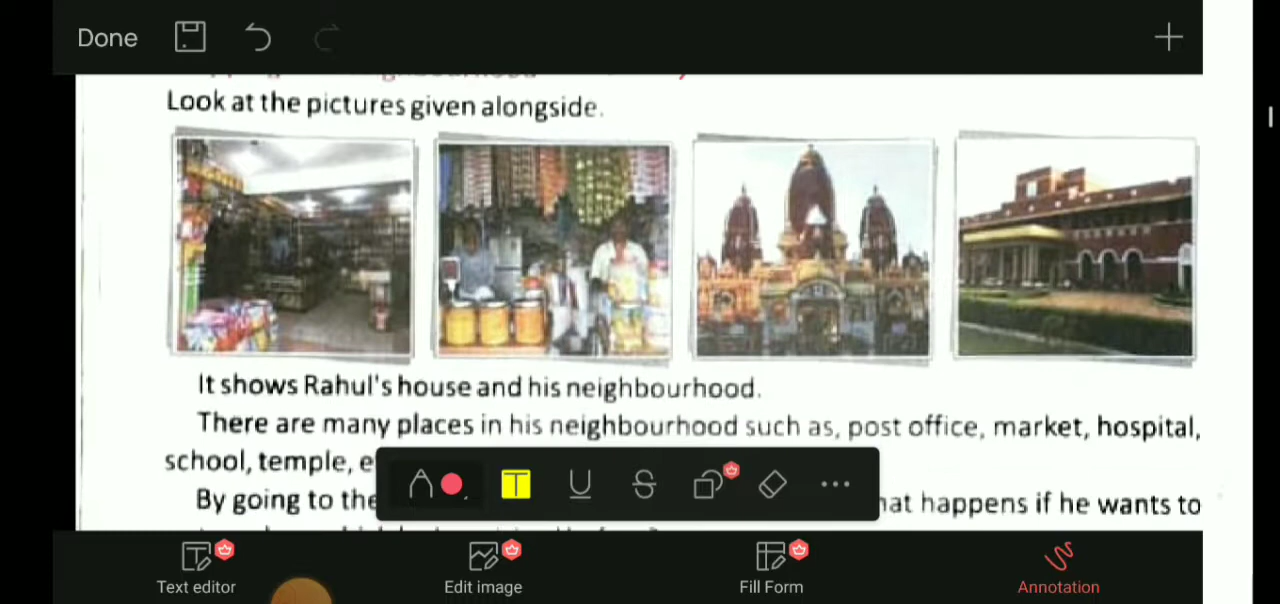 Done
Look at the pictures given alongside.
It shows Rahul's house and his neighbourhood.
There are many places in his neighbourhood such as, post office, market, hospital,
school, temple,
By going to the happens if he wants to
Text editor
Edit image
Fill Form
Annotation